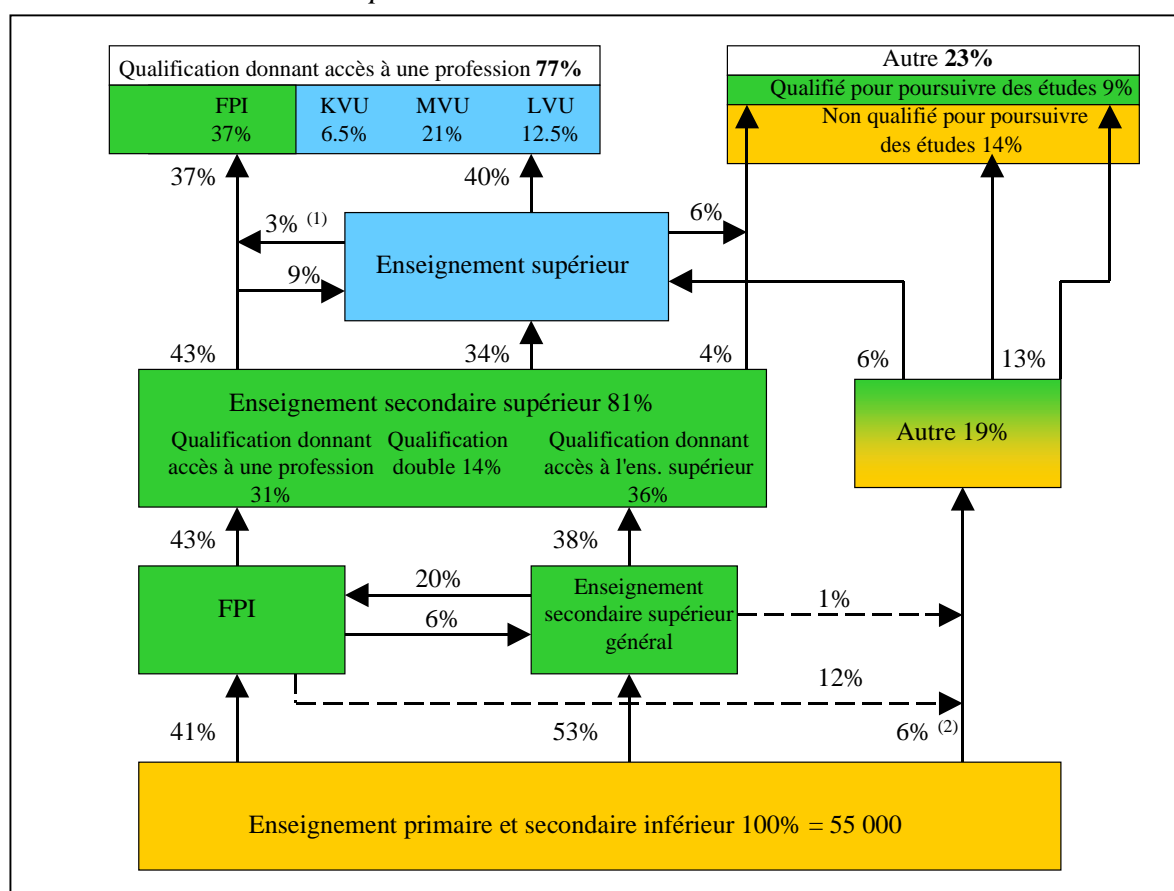 Qualification donnant accès à une profession 77%
FPI
37%
KVU
6.5%
MVU
21%
LVU
12.5%
Autre 23%
Qualifié pour poursuivre des études 9%
Non qualifié pour poursuivre
des études 14%
37%
40%
3% (1)
6%
Enseignement supérieur
9%
43%
34%
4%
6%
13%
Enseignement secondaire supérieur 81%
Qualification donnant
accès à une profession
31%
Qualification
double 14%
Qualification donnant
accès à l'ens. supérieur
36%
Autre 19%
43%
38%
FPI
20%
6%
Enseignement
secondaire supérieur
général
1%
12%
41%
53%
6% (2)
Enseignement primaire et secondaire inférieur 100% = 55 000